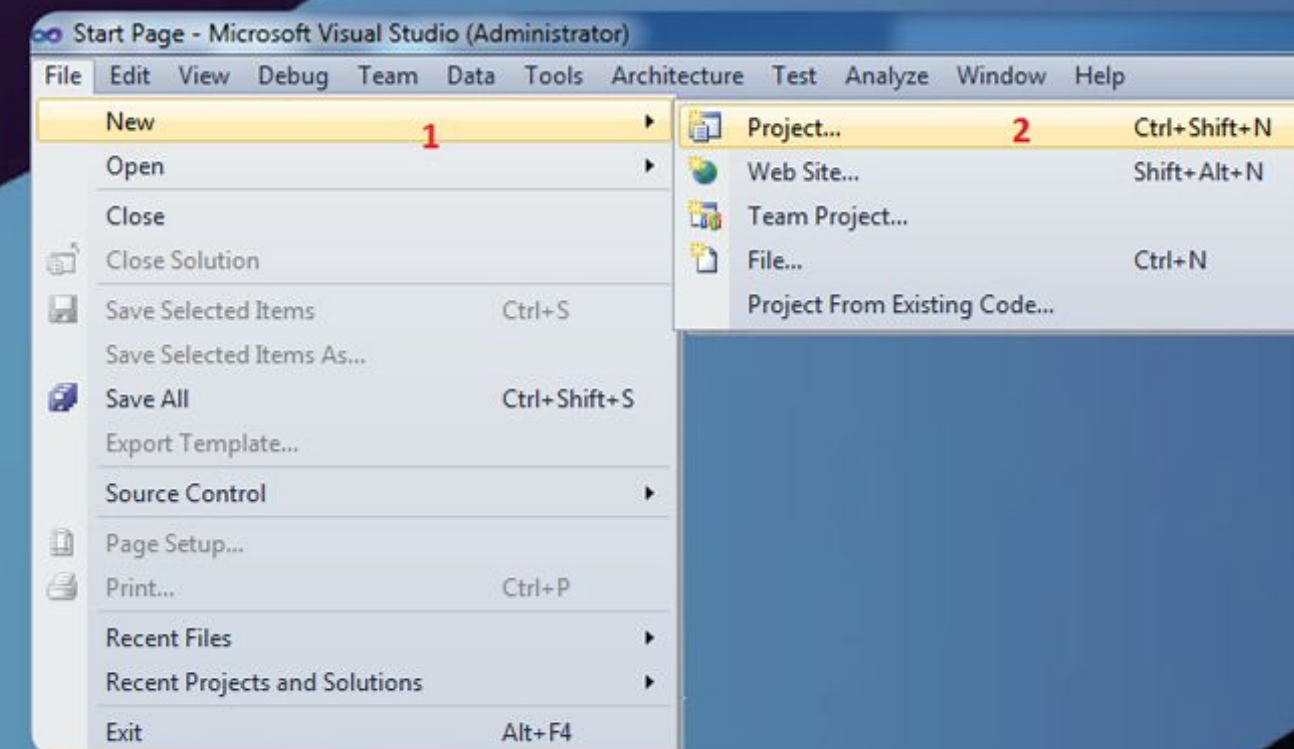 Start Page - Microsoft Visual Studio (Administrator)
File Edit View Debug Team Data Tools Architecture Test Analyze Window Help
New 1
Open
Close
Close Solution
Save Selected Items Ctrl+S
Save Selected Items As...
Save All Ctrl+Shift+S
Export Template...
Source Control
Page Setup...
Print... Ctrl+P
Recent Files
Recent Projects and Solutions
Exit Alt+F4
Project... 2 Ctrl+Shift+N
Web Site... Shift+Alt+N
Team Project...
File... Ctrl+N
Project From Existing Code...